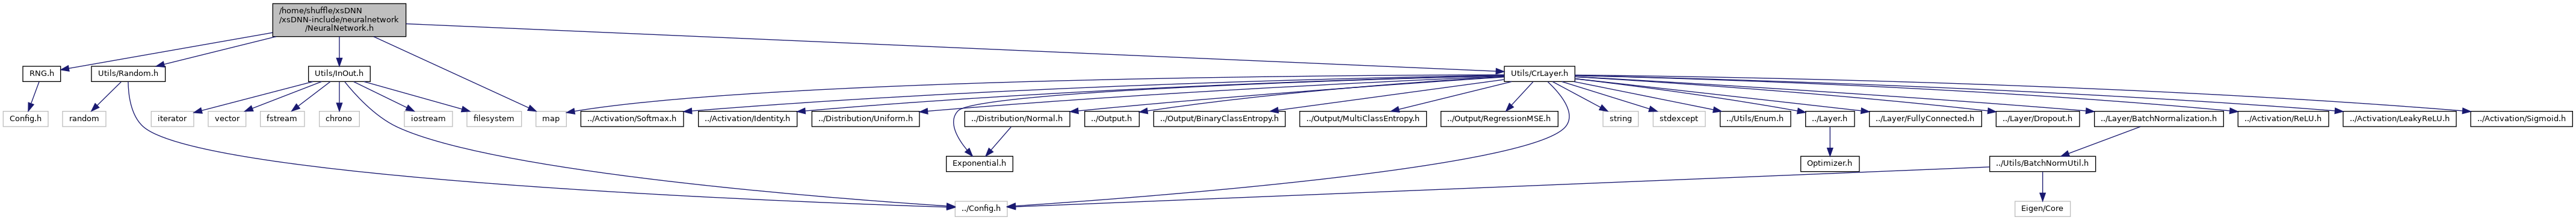 /home/shuffle/xsDNN
/xsDNN-include/neuralnetwork
/NeuralNetwork.h
RNG.h
Utils/Random.h
Utils/InOut.h
Utils/CrLayer.h
Config.h
random
iterator
vector
fstream
chrono
iostream
filesystem
map
../Activation/Softmax.h
../Activation/Identity.h
../Distribution/Uniform.h
../Distribution/Normal.h
../Output.h
../Output/BinaryClassEntropy.h
../Output/MultiClassEntropy.h
../Output/RegressionMSE.h
string
stdexcept
../Utils/Enum.h
../Layer.h
../Layer/FullyConnected.h
../Layer/Dropout.h
../Layer/BatchNormalization.h
../Activation/ReLU.h
../Activation/LeakyReLU.h
../Activation/Sigmoid.h
Exponential.h
Optimizer.h
../Utils/BatchNormUtil.h
../Config.h
Eigen/Core